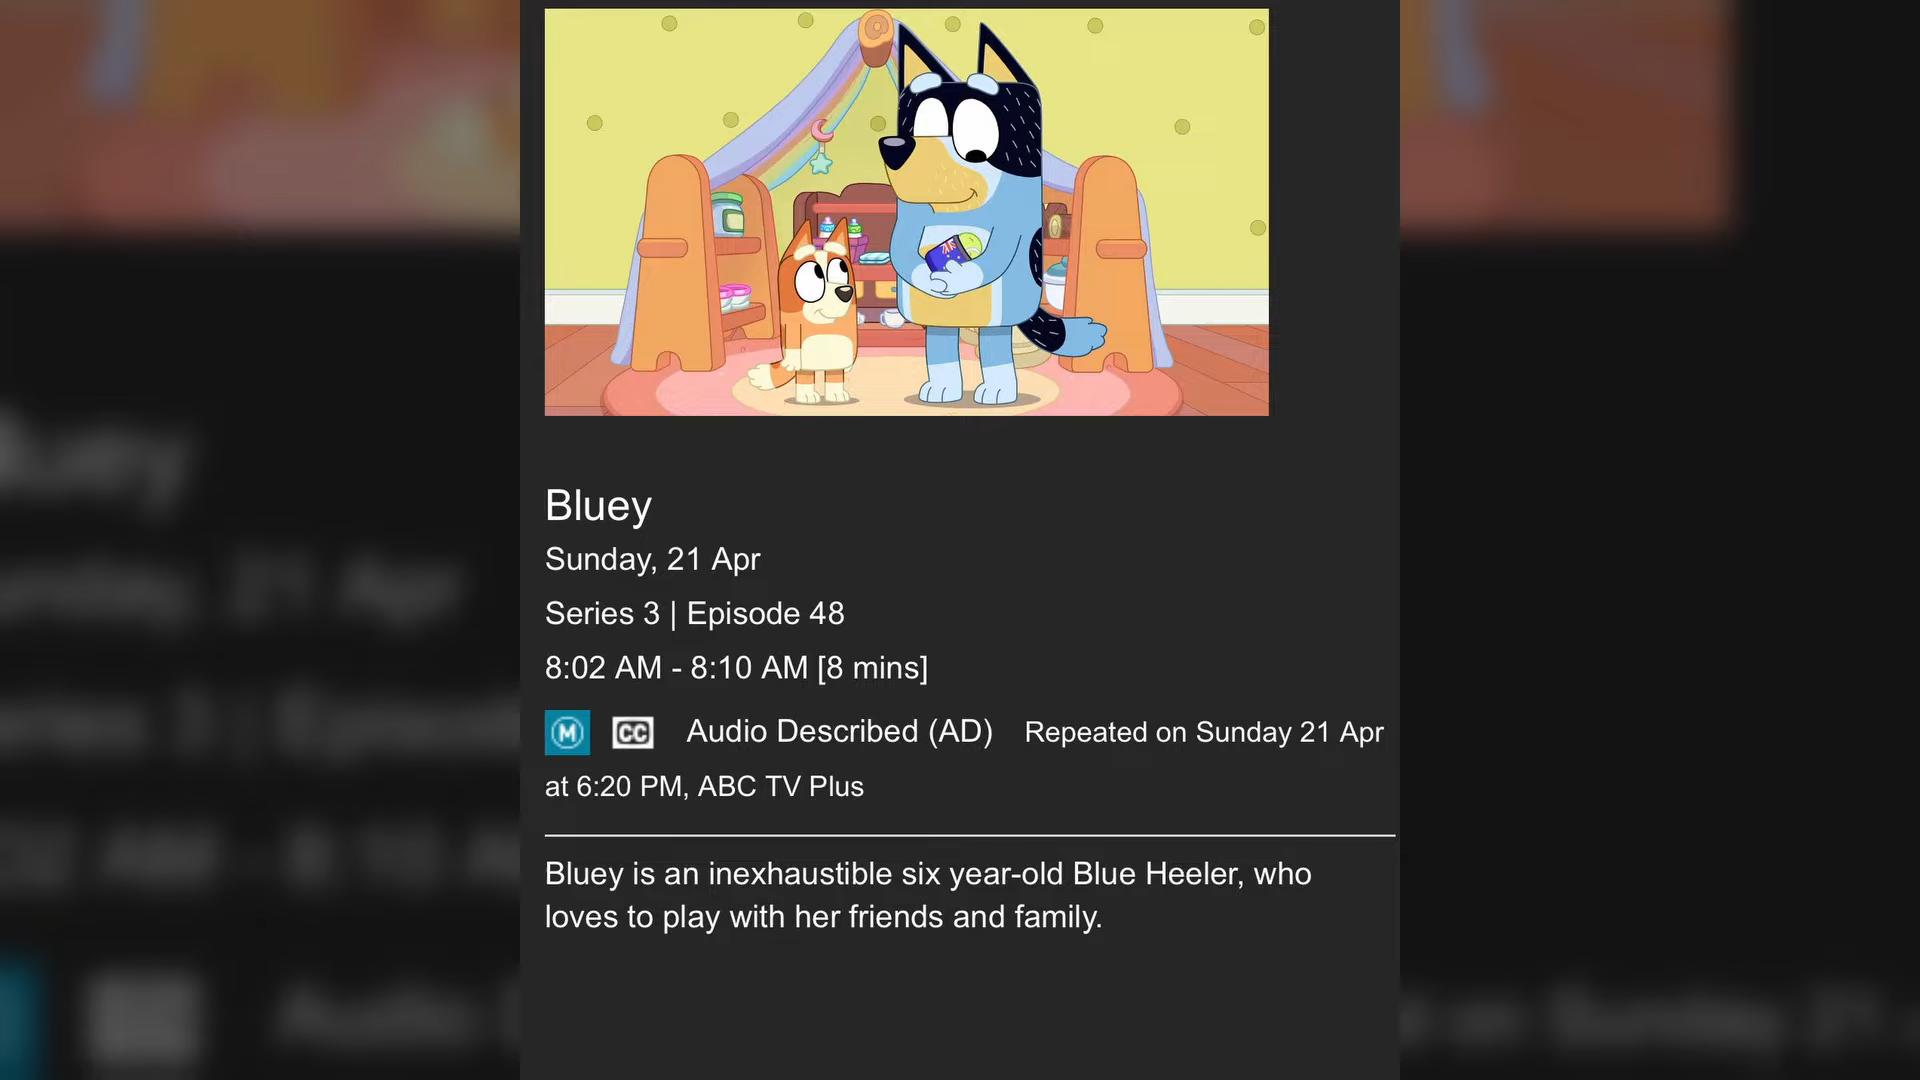 Bluey
Sunday, 21 Apr
Series 3 | Episode 48
8:02 AM - 8:10 AM [8 mins]
M CC Audio Described (AD) Repeated on Sunday 21 Apr
at 6:20 PM, ABC TV Plus
Bluey is an inexhaustible six year-old Blue Heeler, who
loves to play with her friends and family.